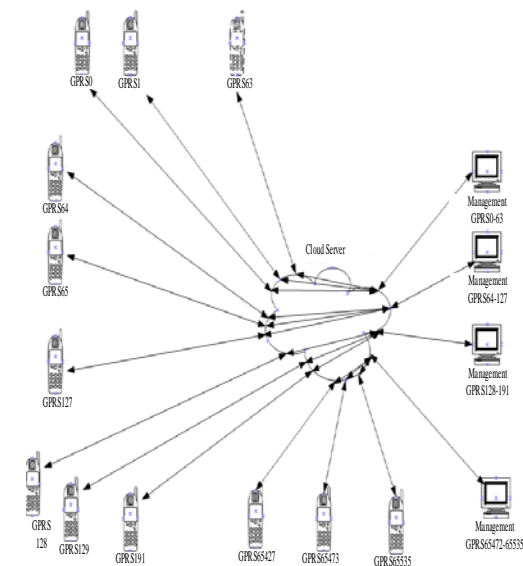 GPRS0
GPRS1
GPRS63
GPRS64
Management
GPRS0-63
Cloud Server
GPRS65
Management
GPRS64-127
GPRS127
Management
GPRS128-191
GPRS
128
GPRS129
GPRS191
GPRS65427
GPRS65473
GPRS65535
Management
GPRS65472-65535